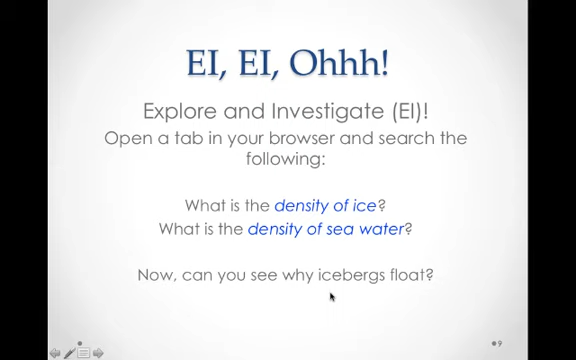 EI, EI, Ohhh!
Explore and Investigate (EI)!
Open a tab in your browser and search the
following:
What is the density of ice?
What is the density of sea water?
Now, can you see why icebergs float?
9